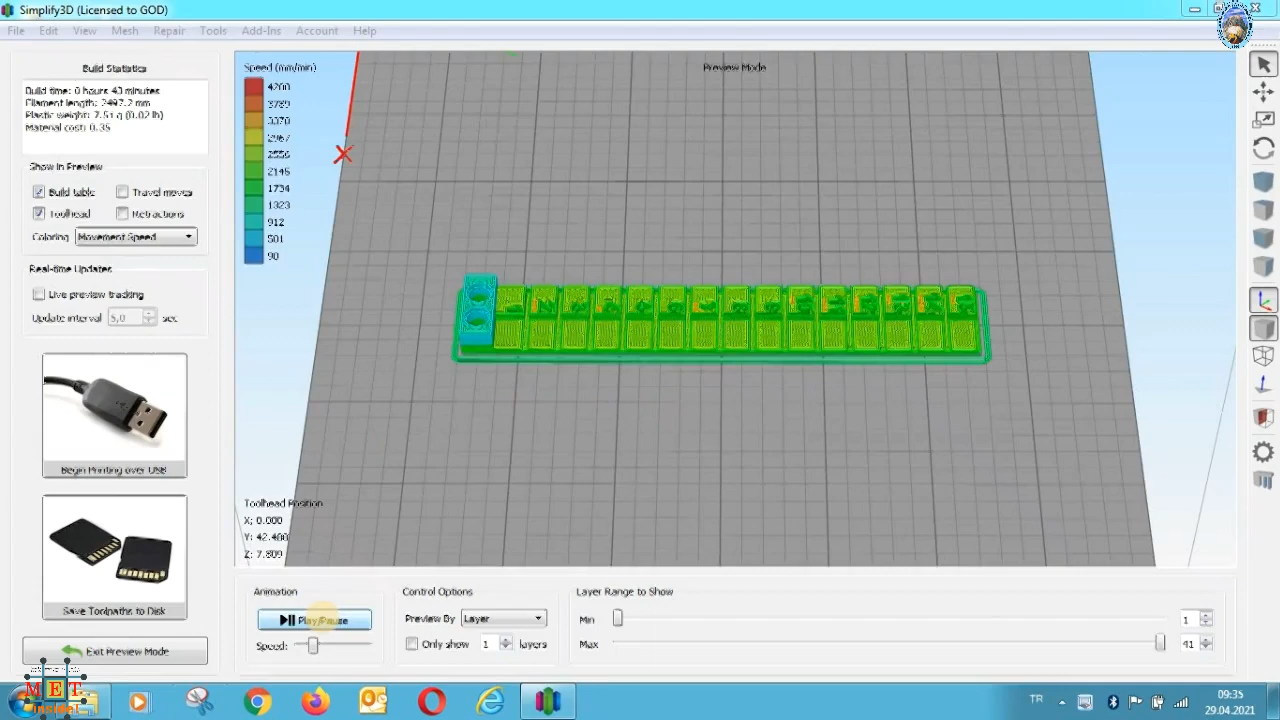 Simplify3D (Licensed to GOD)
File Edit View Mesh Repair Tools Add-Ins Account Help
Build Statistics
Build time: 0 hours 43 minutes
Filament length: 2497.2 mm
Plastic weight: 7.51 g (0.02 lb)
Material cost: 0.35
Show in Preview
Build table
Travel moves
Toolhead
Retractions
Coloring Movement Speed
Real-time Updates
Live preview tracking
Update interval 5,0 sec
Begin Printing over USB
Save Toolpaths to Disk
Exit Preview Mode
Speed (mm/min)
4200
3789
3378
2967
2556
2145
1734
1323
912
501
90
Preview Mode
Toolhead Position
X: 0.000
Y: 42.400
Z: 7.809
Animation
Play/Pause
Speed:
Control Options
Preview By Layer
Only show 1 layers
Layer Range to Show
Min 1
Max 41
MET
inside!
TR
09:35
29.04.2021